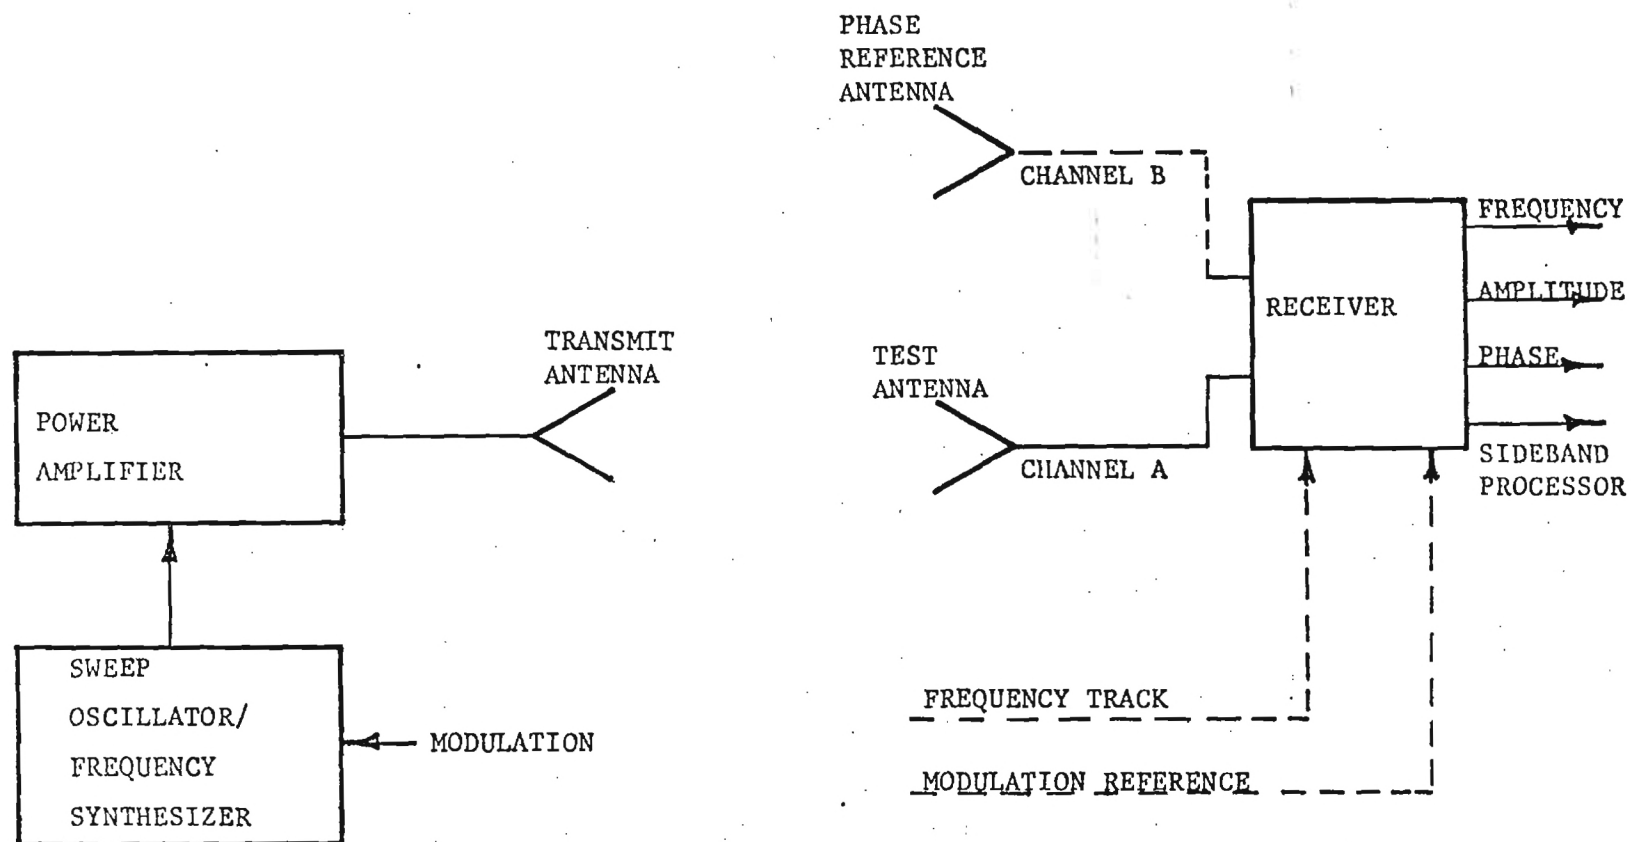 PHASE
REFERENCE
ANTENNA
CHANNEL B
FREQUENCY
AMPLITUDE
PHASE
SIDEBAND
PROCESSOR
RECEIVER
TRANSMIT
ANTENNA
TEST
ANTENNA
CHANNEL A
POWER
AMPLIFIER
SWEEP
OSCILLATOR/
FREQUENCY
SYNTHESIZER
MODULATION
FREQUENCY TRACK
MODULATION REFERENCE